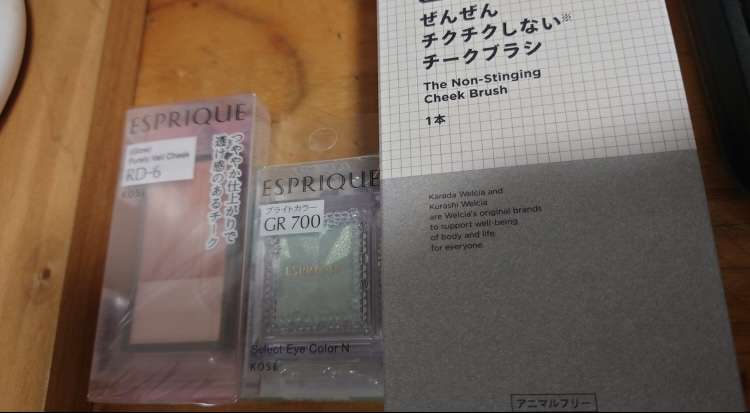 ESPRIQUE
(Glow)
Purely Veil Cheek
RD-6
KOSÉ
つややか仕上がりで
透け感のあるチーク
ESPRIQUE
ブライトカラー
GR 700
ESPRIQUE
Select Eye Color N
KOSÉ
ぜんぜん
チクチクしない※
チークブラシ
The Non-Stinging
Cheek Brush
1本
Karada Welcia and
Kurashi Welcia
are Welcia's original brands
to support well-being
of body and life
for everyone
アニマルフリー